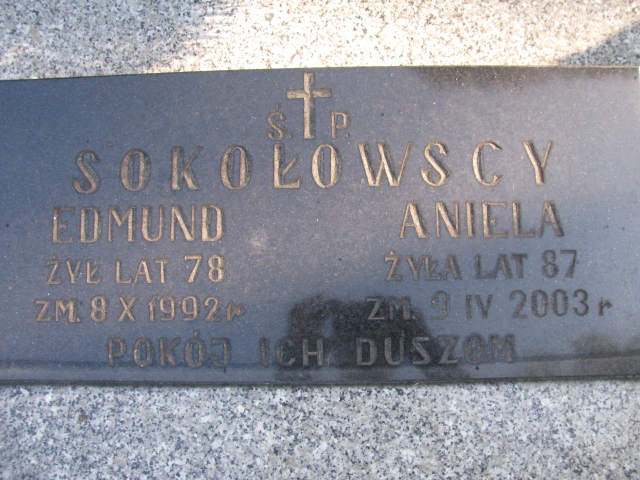 Ś. P.
SOKOŁOWSCY
EDMUND ANIELA
ŻYŁ LAT 78 ŻYŁA LAT 87
ZM. 8 X 1992 r ZM. 9 IV 2003 r
POKÓJ ICH DUSZOM